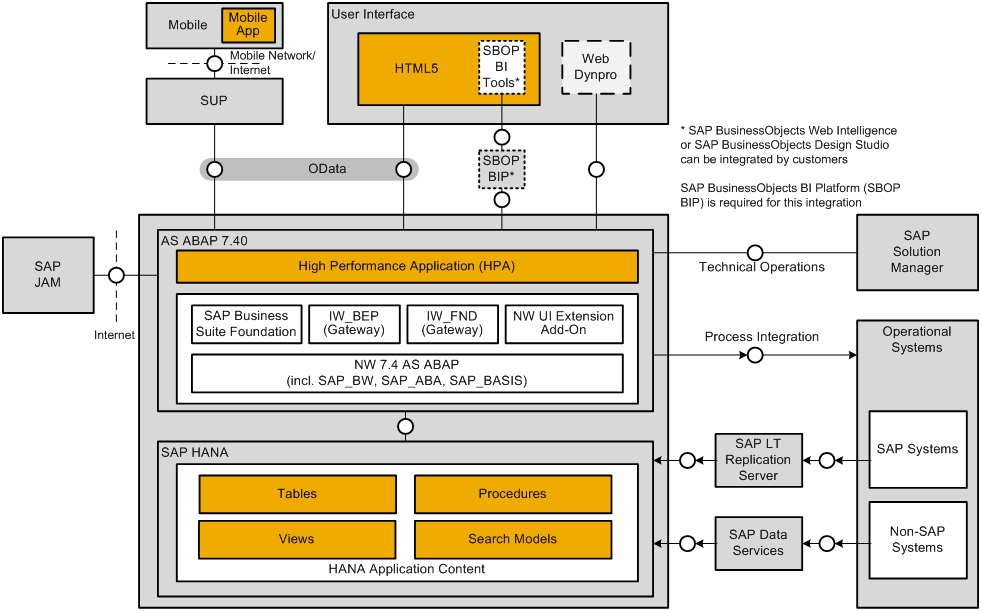 Mobile
Mobile
App
Mobile Network/
Internet
SUP
User Interface
HTML5
SBOP
BI
Tools*
Web
Dynpro
OData
SBOP
BIP*
* SAP BusinessObjects Web Intelligence
or SAP BusinessObjects Design Studio
can be integrated by customers
SAP BusinessObjects BI Platform (SBOP
BIP) is required for this integration
SAP
JAM
Internet
AS ABAP 7.40
High Performance Application (HPA)
SAP Business
Suite Foundation
IW_BEP
(Gateway)
IW_FND
(Gateway)
NW UI Extension
Add-On
NW 7.4 AS ABAP
(incl. SAP_BW, SAP_ABA, SAP_BASIS)
Technical Operations
SAP
Solution
Manager
Process Integration
Operational
Systems
SAP HANA
Tables
Procedures
Views
Search Models
HANA Application Content
SAP LT
Replication
Server
SAP Systems
SAP Data
Services
Non-SAP
Systems